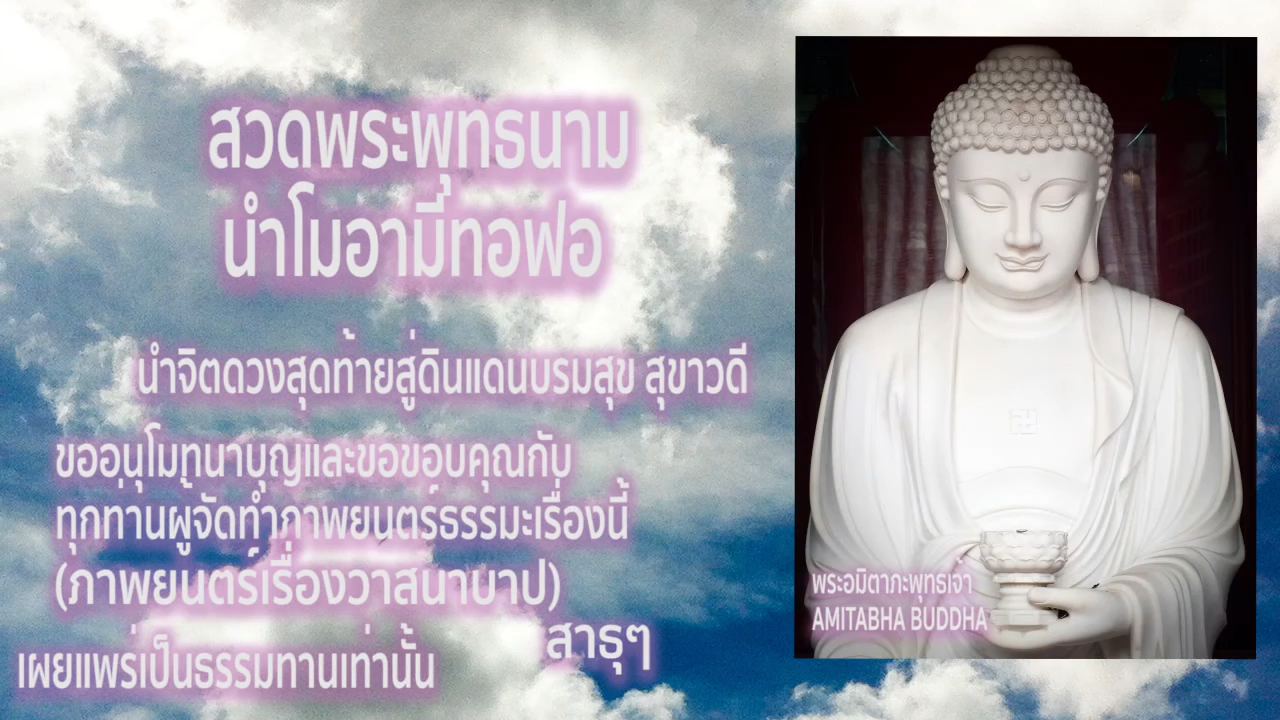 สวดพระพุทธนาม
นำโมอามีทอฟอ
นำจิตดวงสุดท้ายสู่ดินแดนบรมสุข สุขาวดี
ขออนุโมทนาบุญและขอขอบคุณกับ
ทุกท่านผู้จัดทำภาพยนตร์ธรรมะเรื่องนี้
(ภาพยนตร์เรื่องวาสนาบาป)
สาธุๆ
เผยแพร่เป็นธรรมทานเท่านั้น
พระอมิตาภะพุทธเจา
AMITABHA BUDDHA